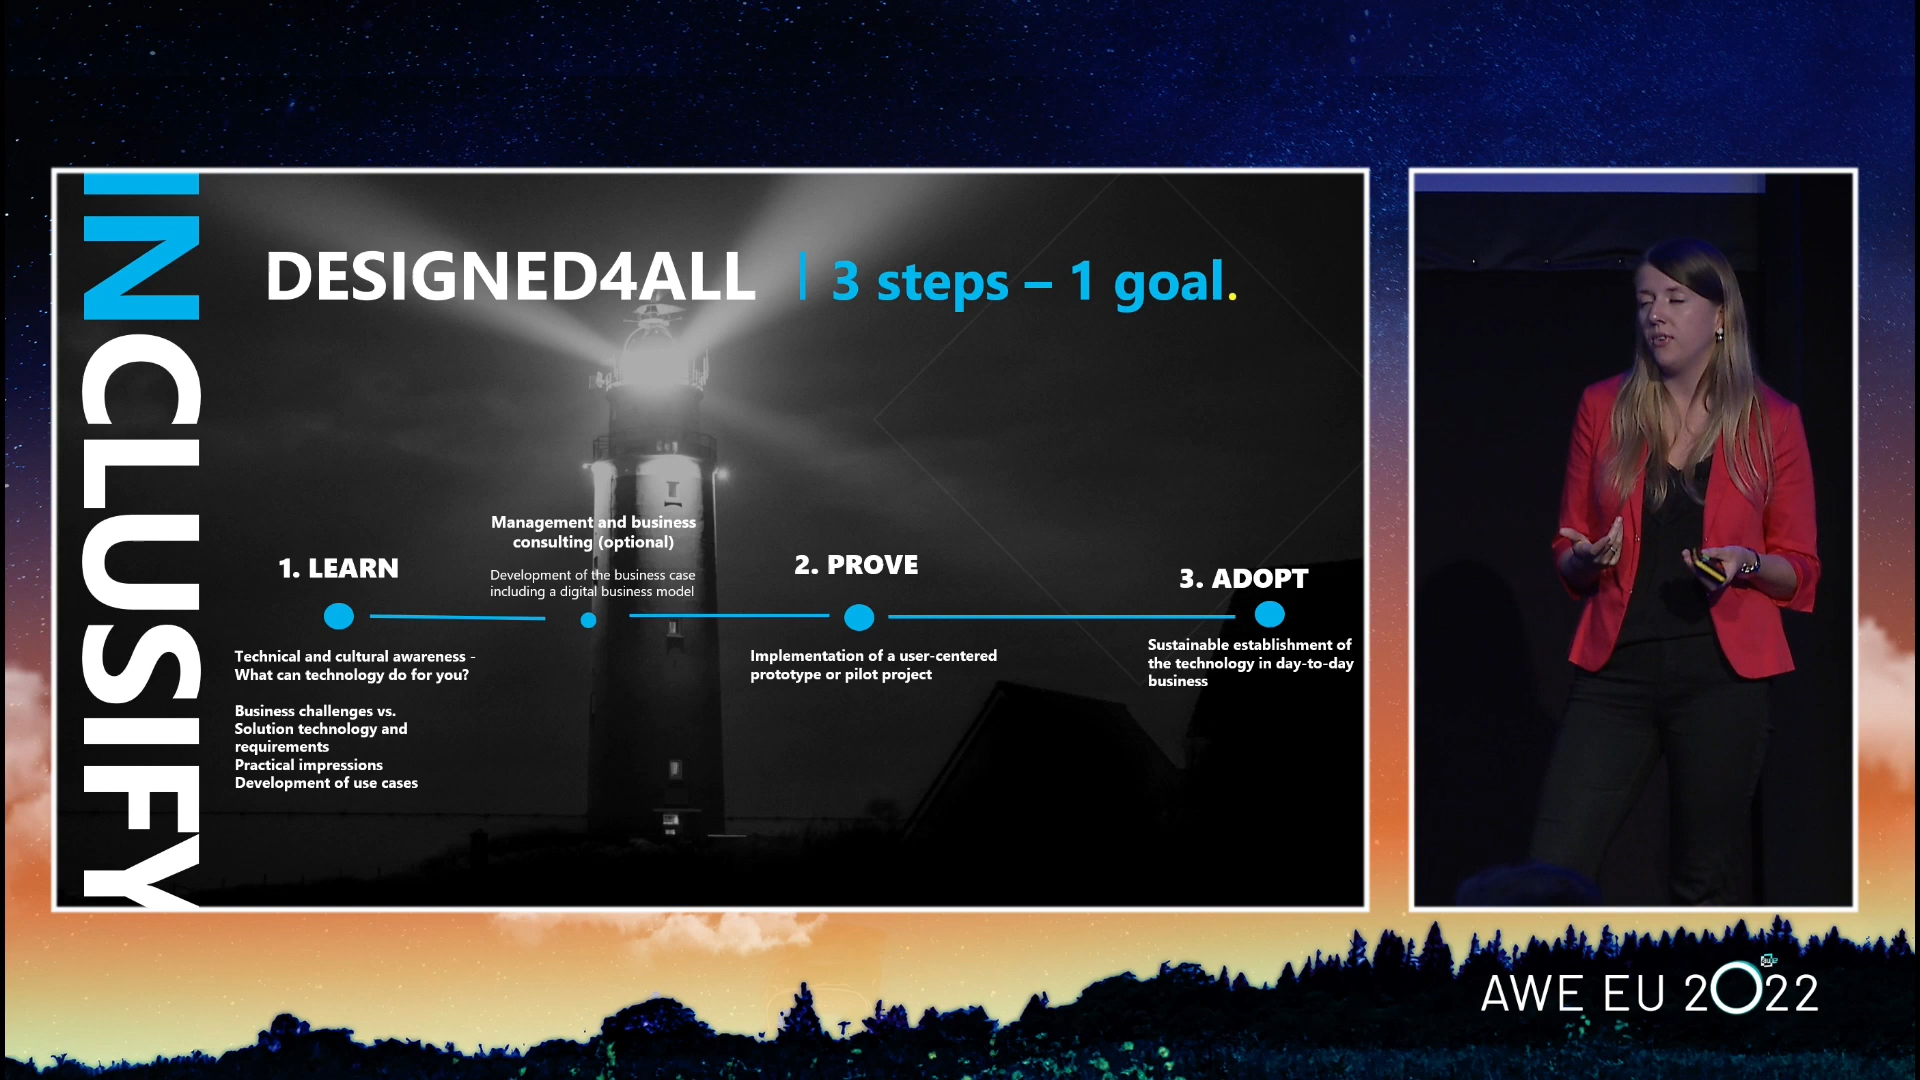 INCLUSIFY
DESIGNED4ALL | 3 steps – 1 goal.
1. LEARN
Technical and cultural awareness -
What can technology do for you?
Business challenges vs.
Solution technology and
requirements
Practical impressions
Development of use cases
Management and business
consulting (optional)
Development of the business case
including a digital business model
2. PROVE
Implementation of a user-centered
prototype or pilot project
3. ADOPT
Sustainable establishment of
the technology in day-to-day
business
AWE EU 2022